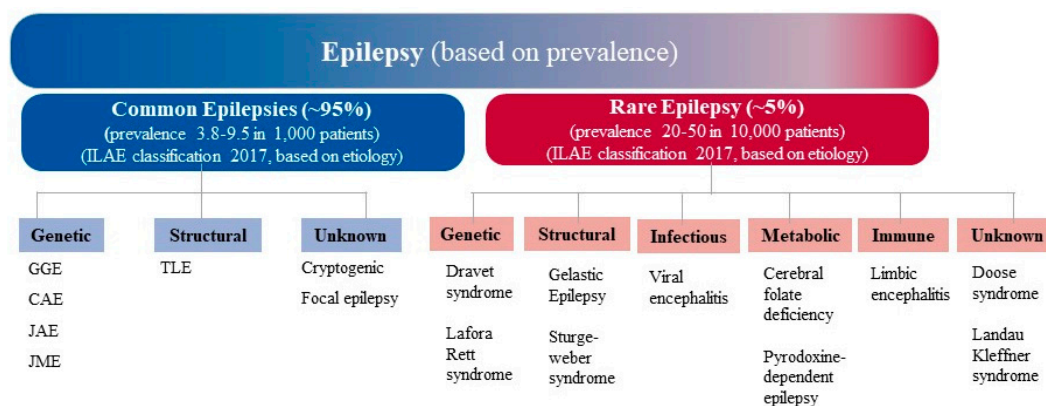 Epilepsy (based on prevalence)
Common Epilepsies (~95%)
(prevalence 3.8-9.5 in 1,000 patients)
(ILAE classification 2017, based on etiology)
Rare Epilepsy (~5%)
(prevalence 20-50 in 10,000 patients)
(ILAE classification 2017, based on etiology)
Genetic
GGE
CAE
JAE
JME
Structural
TLE
Unknown
Cryptogenic
Focal epilepsy
Genetic
Dravet
syndrome
Lafora
Rett
syndrome
Structural
Gelastic
Epilepsy
Sturge-
weber
syndrome
Infectious
Viral
encephalitis
Metabolic
Cerebral
folate
deficiency
Pyrodoxine-
dependent
epilepsy
Immune
Limbic
encephalitis
Unknown
Doose
syndrome
Landau
Kleffner
syndrome